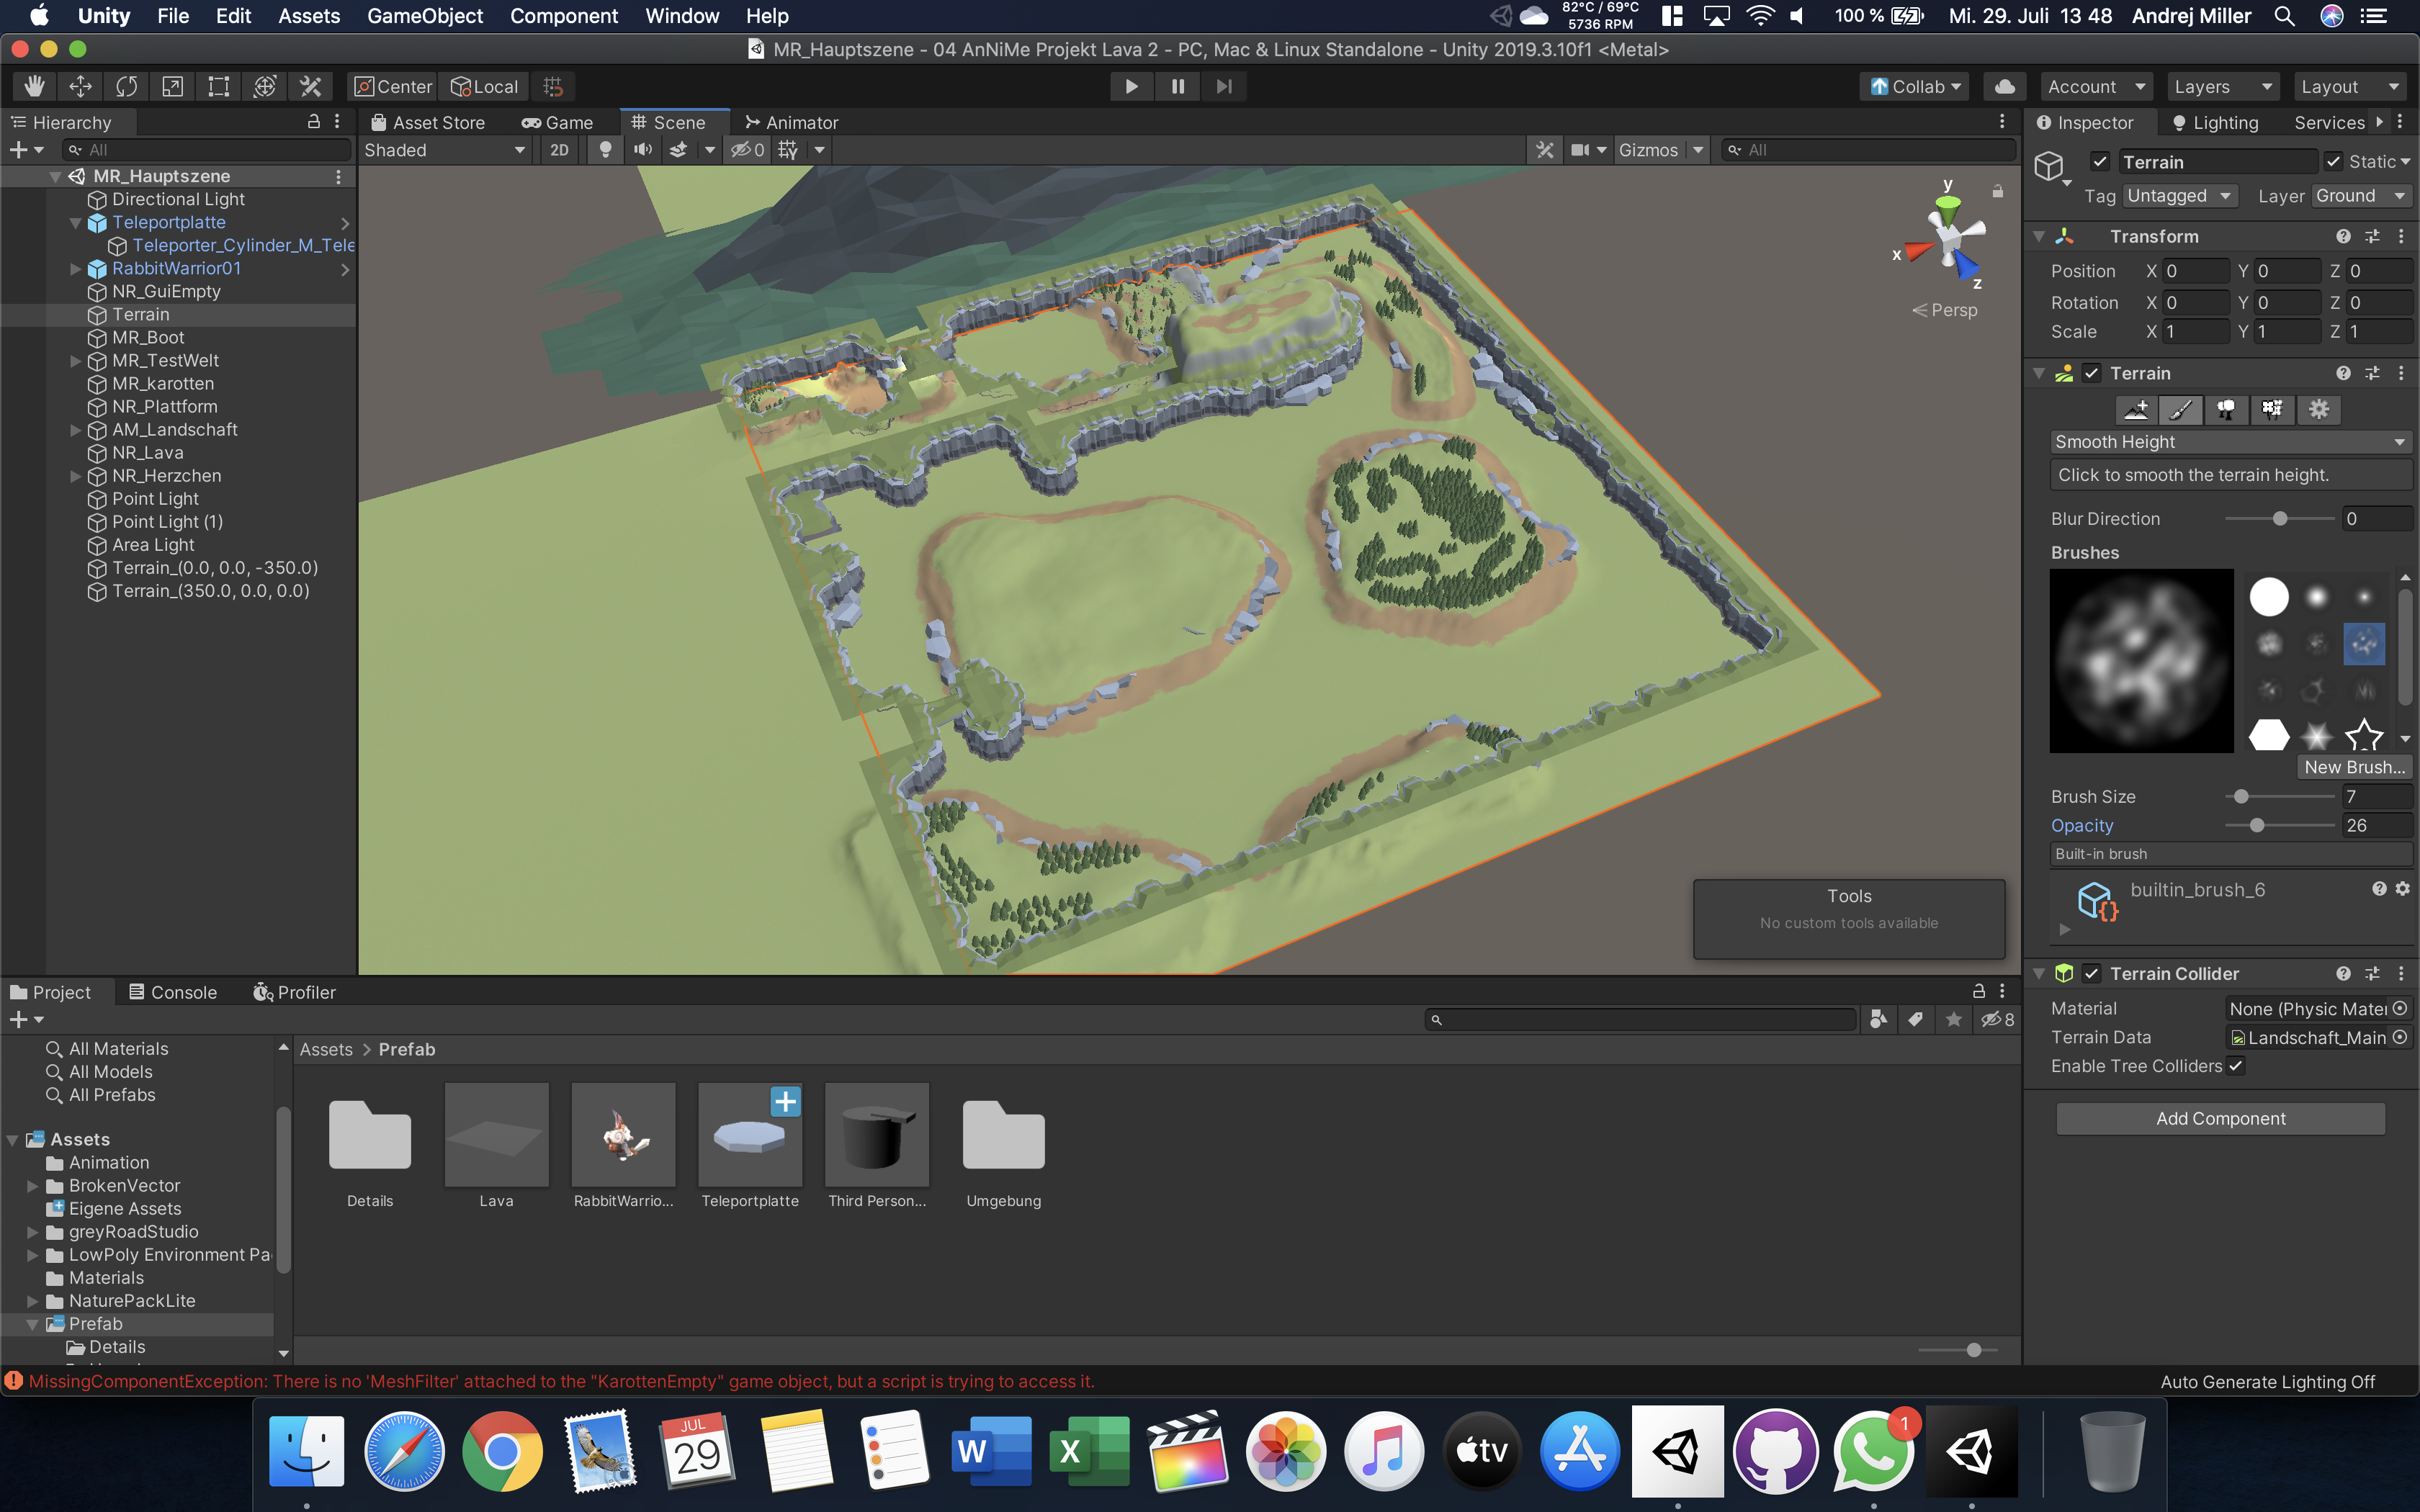 Unity File Edit Assets GameObject Component Window Help 82°C / 69°C 5736 RPM 100 % Mi. 29. Juli 13 48 Andrej Miller
MR_Hauptszene - 04 AnNiMe Projekt Lava 2 - PC, Mac & Linux Standalone - Unity 2019.3.10f1 <Metal>
Center Local Collab Account Layers Layout
Hierarchy Asset Store Game Scene Animator Inspector Lighting Services
All Shaded 2D 0 Gizmos All
MR_Hauptszene
Directional Light
Teleportplatte
Teleporter_Cylinder_M_Tele
RabbitWarrior01
NR_GuiEmpty
Terrain
MR_Boot
MR_TestWelt
MR_karotten
NR_Plattform
AM_Landschaft
NR_Lava
NR_Herzchen
Point Light
Point Light (1)
Area Light
Terrain_(0.0, 0.0, -350.0)
Terrain_(350.0, 0.0, 0.0)
y
x
z
Persp
Tools
No custom tools available
Terrain Static
Tag Untagged Layer Ground
Transform
Position X 0 Y 0 Z 0
Rotation X 0 Y 0 Z 0
Scale X 1 Y 1 Z 1
Terrain
Smooth Height
Click to smooth the terrain height.
Blur Direction 0
Brushes
New Brush...
Brush Size 7
Opacity 26
Built-in brush
builtin_brush_6
Terrain Collider
Material None (Physic Mater
Terrain Data Landschaft_Main
Enable Tree Colliders
Add Component
Project Console Profiler
8
All Materials
All Models
All Prefabs
Assets
Animation
BrokenVector
Eigene Assets
greyRoadStudio
LowPoly Environment Pa
Materials
NaturePackLite
Prefab
Details
Assets > Prefab
Details Lava RabbitWarrio... Teleportplatte Third Person... Umgebung
MissingComponentException: There is no 'MeshFilter' attached to the "KarottenEmpty" game object, but a script is trying to access it.
Auto Generate Lighting Off
JUL
29
W
X
tv
1